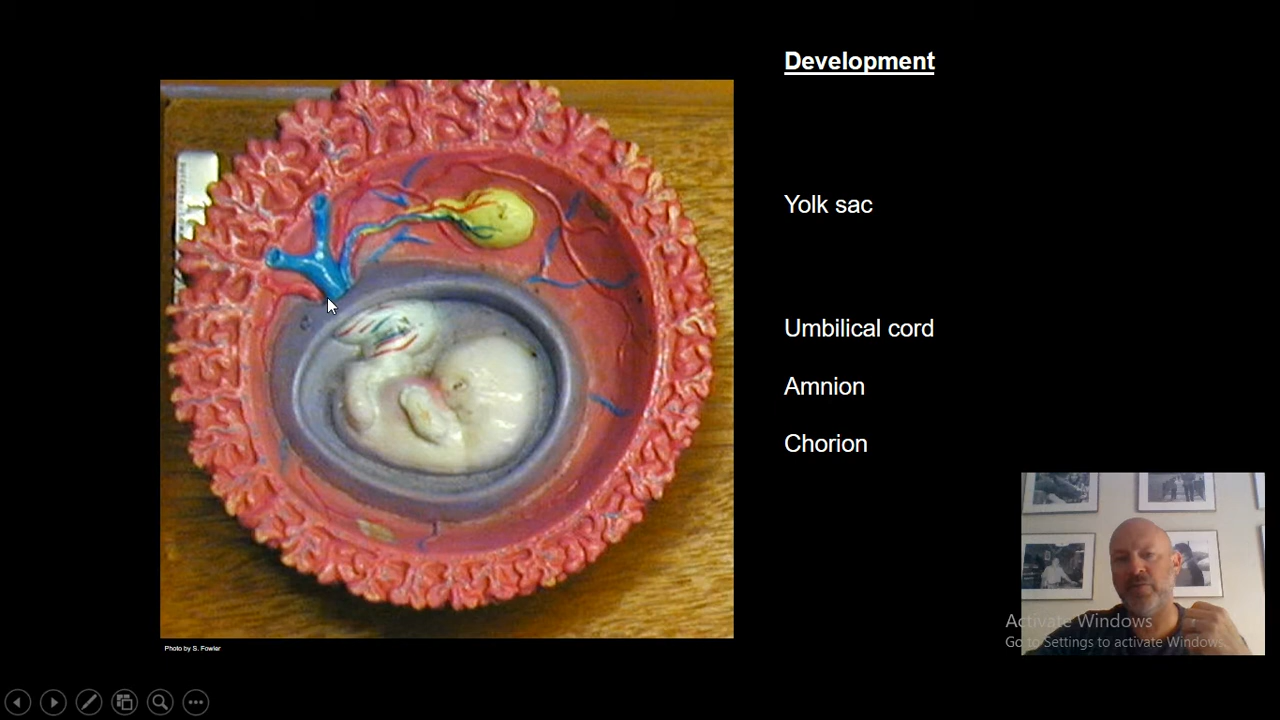 Development
Yolk sac
Umbilical cord
Amnion
Chorion
Photo by S. Fowler
Activate Windows
Go to Settings to activate Windows.